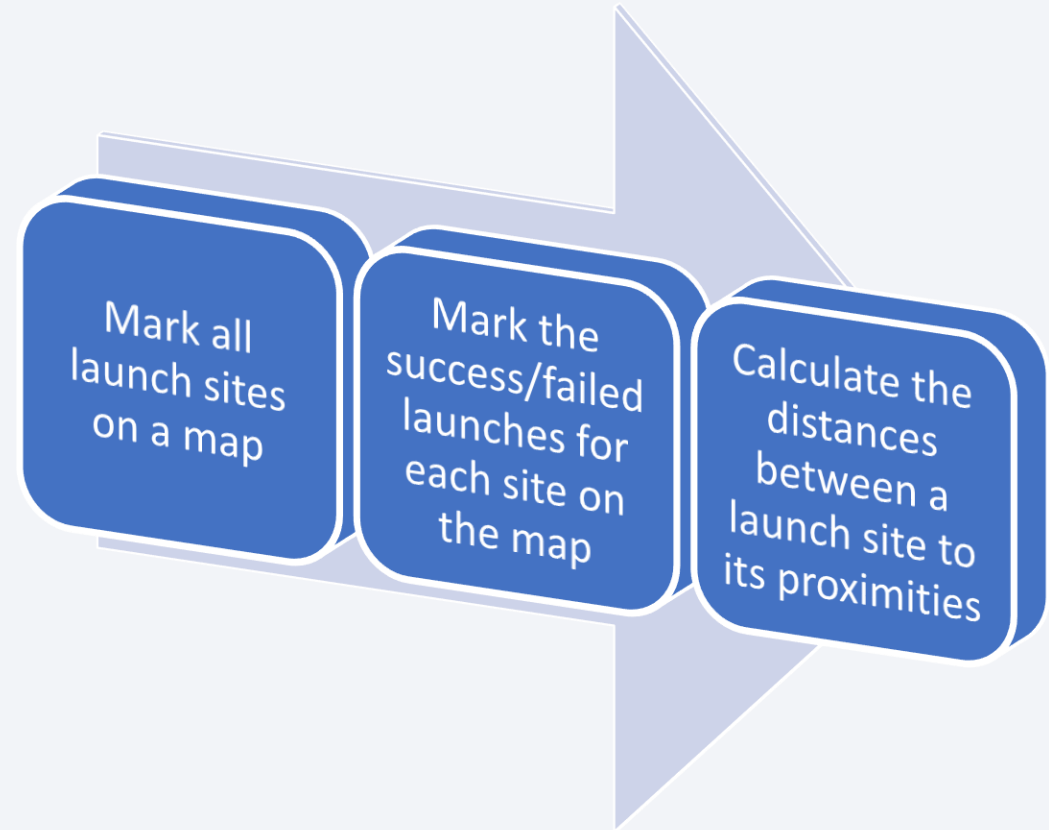 Mark all
launch sites
on a map
Mark the
success/failed
launches for
each site on
the map
Calculate the
distances
between a
launch site to
its proximities